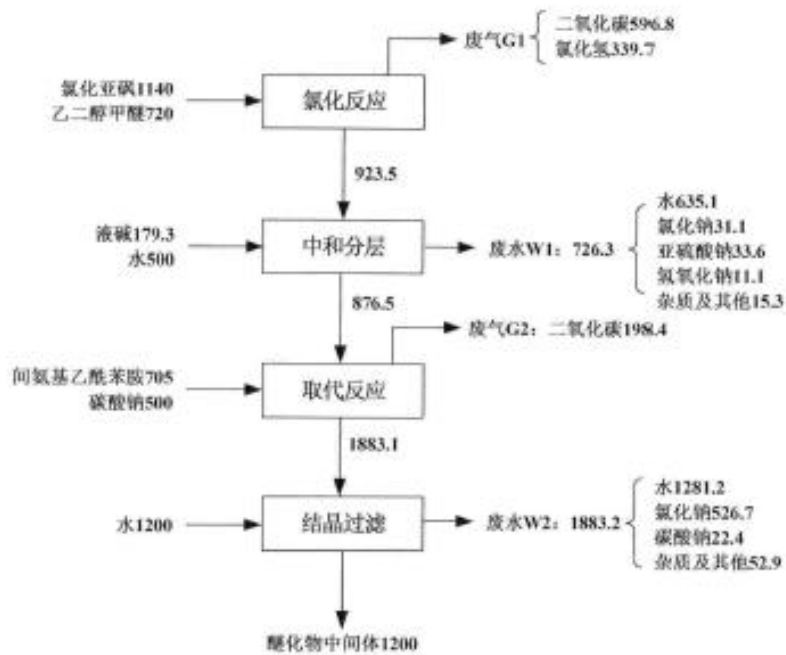 废气G1
二氧化碳596.8
氯化氢339.7
氯化亚砜1140
乙二醇甲醚720
氯化反应
923.5
液碱179.3
水500
中和分层
废水W1：726.3
水635.1
氯化钠31.1
亚硫酸钠33.6
氢氧化钠11.1
杂质及其他15.3
876.5
废气G2：二氧化碳198.4
间氨基乙酰苯胺705
碳酸钠500
取代反应
1883.1
水1200
结晶过滤
废水W2：1883.2
水1281.2
氯化钠526.7
碳酸钠22.4
杂质及其他52.9
醚化物中间体1200